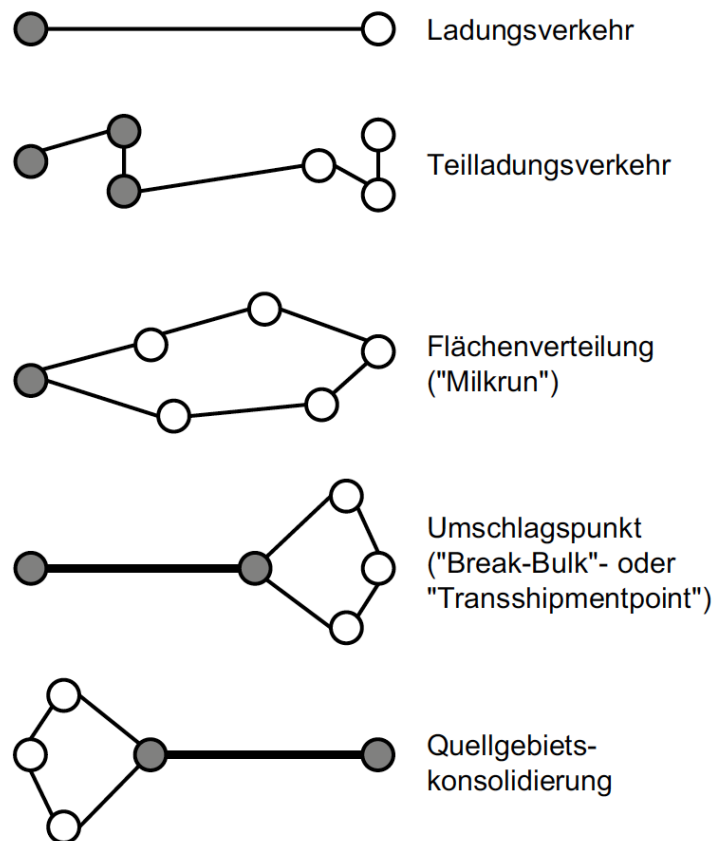 Ladungsverkehr
Teilladungsverkehr
Flächenverteilung
("Milkrun")
Umschlagspunkt
("Break-Bulk"- oder
"Transshipmentpoint")
Quellgebiets-
konsolidierung